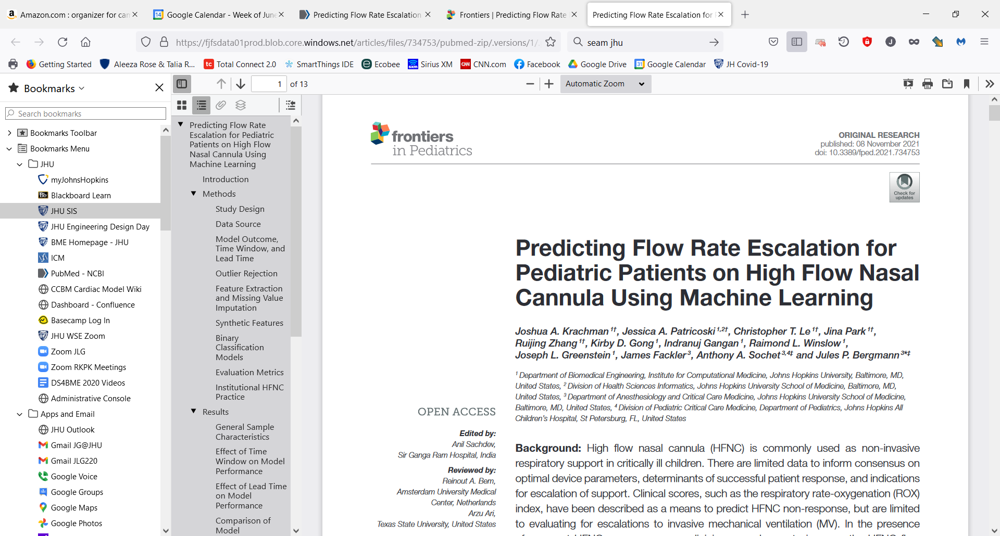 Amazon.com : organizer for can
Google Calendar - Week of June
Predicting Flow Rate Escalation
Frontiers | Predicting Flow Rate
Predicting Flow Rate Escalation for P
https://fjfsdata01prod.blob.core.windows.net/articles/files/734753/pubmed-zip/.versions/1/.
seam jhu
Getting Started
Aleeza Rose & Talia R...
Total Connect 2.0
SmartThings IDE
Ecobee
Sirius XM
CNN.com
Facebook
Google Drive
Google Calendar
JH Covid-19
Bookmarks
Search bookmarks
Bookmarks Toolbar
Bookmarks Menu
JHU
myJohnsHopkins
Blackboard Learn
JHU SIS
JHU Engineering Design Day
BME Homepage - JHU
ICM
PubMed - NCBI
CCBM Cardiac Model Wiki
Dashboard - Confluence
Basecamp Log In
JHU WSE Zoom
Zoom JLG
Zoom RKPK Meetings
DS4BME 2020 Videos
Administrative Console
Apps and Email
JHU Outlook
Gmail JG@JHU
Gmail JLG220
Google Voice
Google Groups
Google Maps
Google Photos
1 of 13
Automatic Zoom
Predicting Flow Rate
Escalation for Pediatric
Patients on High Flow
Nasal Cannula Using
Machine Learning
Introduction
Methods
Study Design
Data Source
Model Outcome,
Time Window, and
Lead Time
Outlier Rejection
Feature Extraction
and Missing Value
Imputation
Synthetic Features
Binary
Classification
Models
Evaluation Metrics
Institutional HFNC
Practice
Results
General Sample
Characteristics
Effect of Time
Window on Model
Performance
Effect of Lead Time
on Model
Performance
Comparison of
Model
frontiers
in Pediatrics
ORIGINAL RESEARCH
published: 08 November 2021
doi: 10.3389/fped.2021.734753
Check for
updates
Predicting Flow Rate Escalation for
Pediatric Patients on High Flow Nasal
Cannula Using Machine Learning
Joshua A. Krachman 1†, Jessica A. Patricoski 1,2†, Christopher T. Le 1†, Jina Park 1†,
Ruijing Zhang 1†, Kirby D. Gong 1, Indranuj Gangan 1, Raimond L. Winslow 1,
Joseph L. Greenstein 1, James Fackler 3, Anthony A. Sochet 3,4‡ and Jules P. Bergmann 3*‡
1 Department of Biomedical Engineering, Institute for Computational Medicine, Johns Hopkins University, Baltimore, MD,
United States, 2 Division of Health Sciences Informatics, Johns Hopkins University School of Medicine, Baltimore, MD,
United States, 3 Department of Anesthesiology and Critical Care Medicine, Johns Hopkins University School of Medicine,
Baltimore, MD, United States, 4 Division of Pediatric Critical Care Medicine, Department of Pediatrics, Johns Hopkins All
Children's Hospital, St Petersburg, FL, United States
OPEN ACCESS
Edited by:
Anil Sachdev,
Sir Ganga Ram Hospital, India
Reviewed by:
Reinout A. Bem,
Amsterdam University Medical
Center, Netherlands
Arzu Ari,
Texas State University, United States
Background: High flow nasal cannula (HFNC) is commonly used as non-invasive
respiratory support in critically ill children. There are limited data to inform consensus on
optimal device parameters, determinants of successful patient response, and indications
for escalation of support. Clinical scores, such as the respiratory rate-oxygenation (ROX)
index, have been described as a means to predict HFNC non-response, but are limited
to evaluating for escalations to invasive mechanical ventilation (MV). In the presence